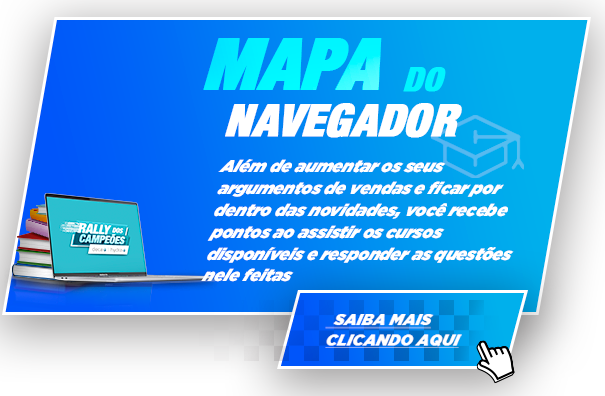 MAPA DO
NAVEGADOR
Além de aumentar os seus
argumentos de vendas e ficar por
dentro das novidades, você recebe
pontos ao assistir os cursos
disponíveis e responder as questões
nele feitas
RALLY DOS
CAMPEÕES
SAIBA MAIS
CLICANDO AQUI